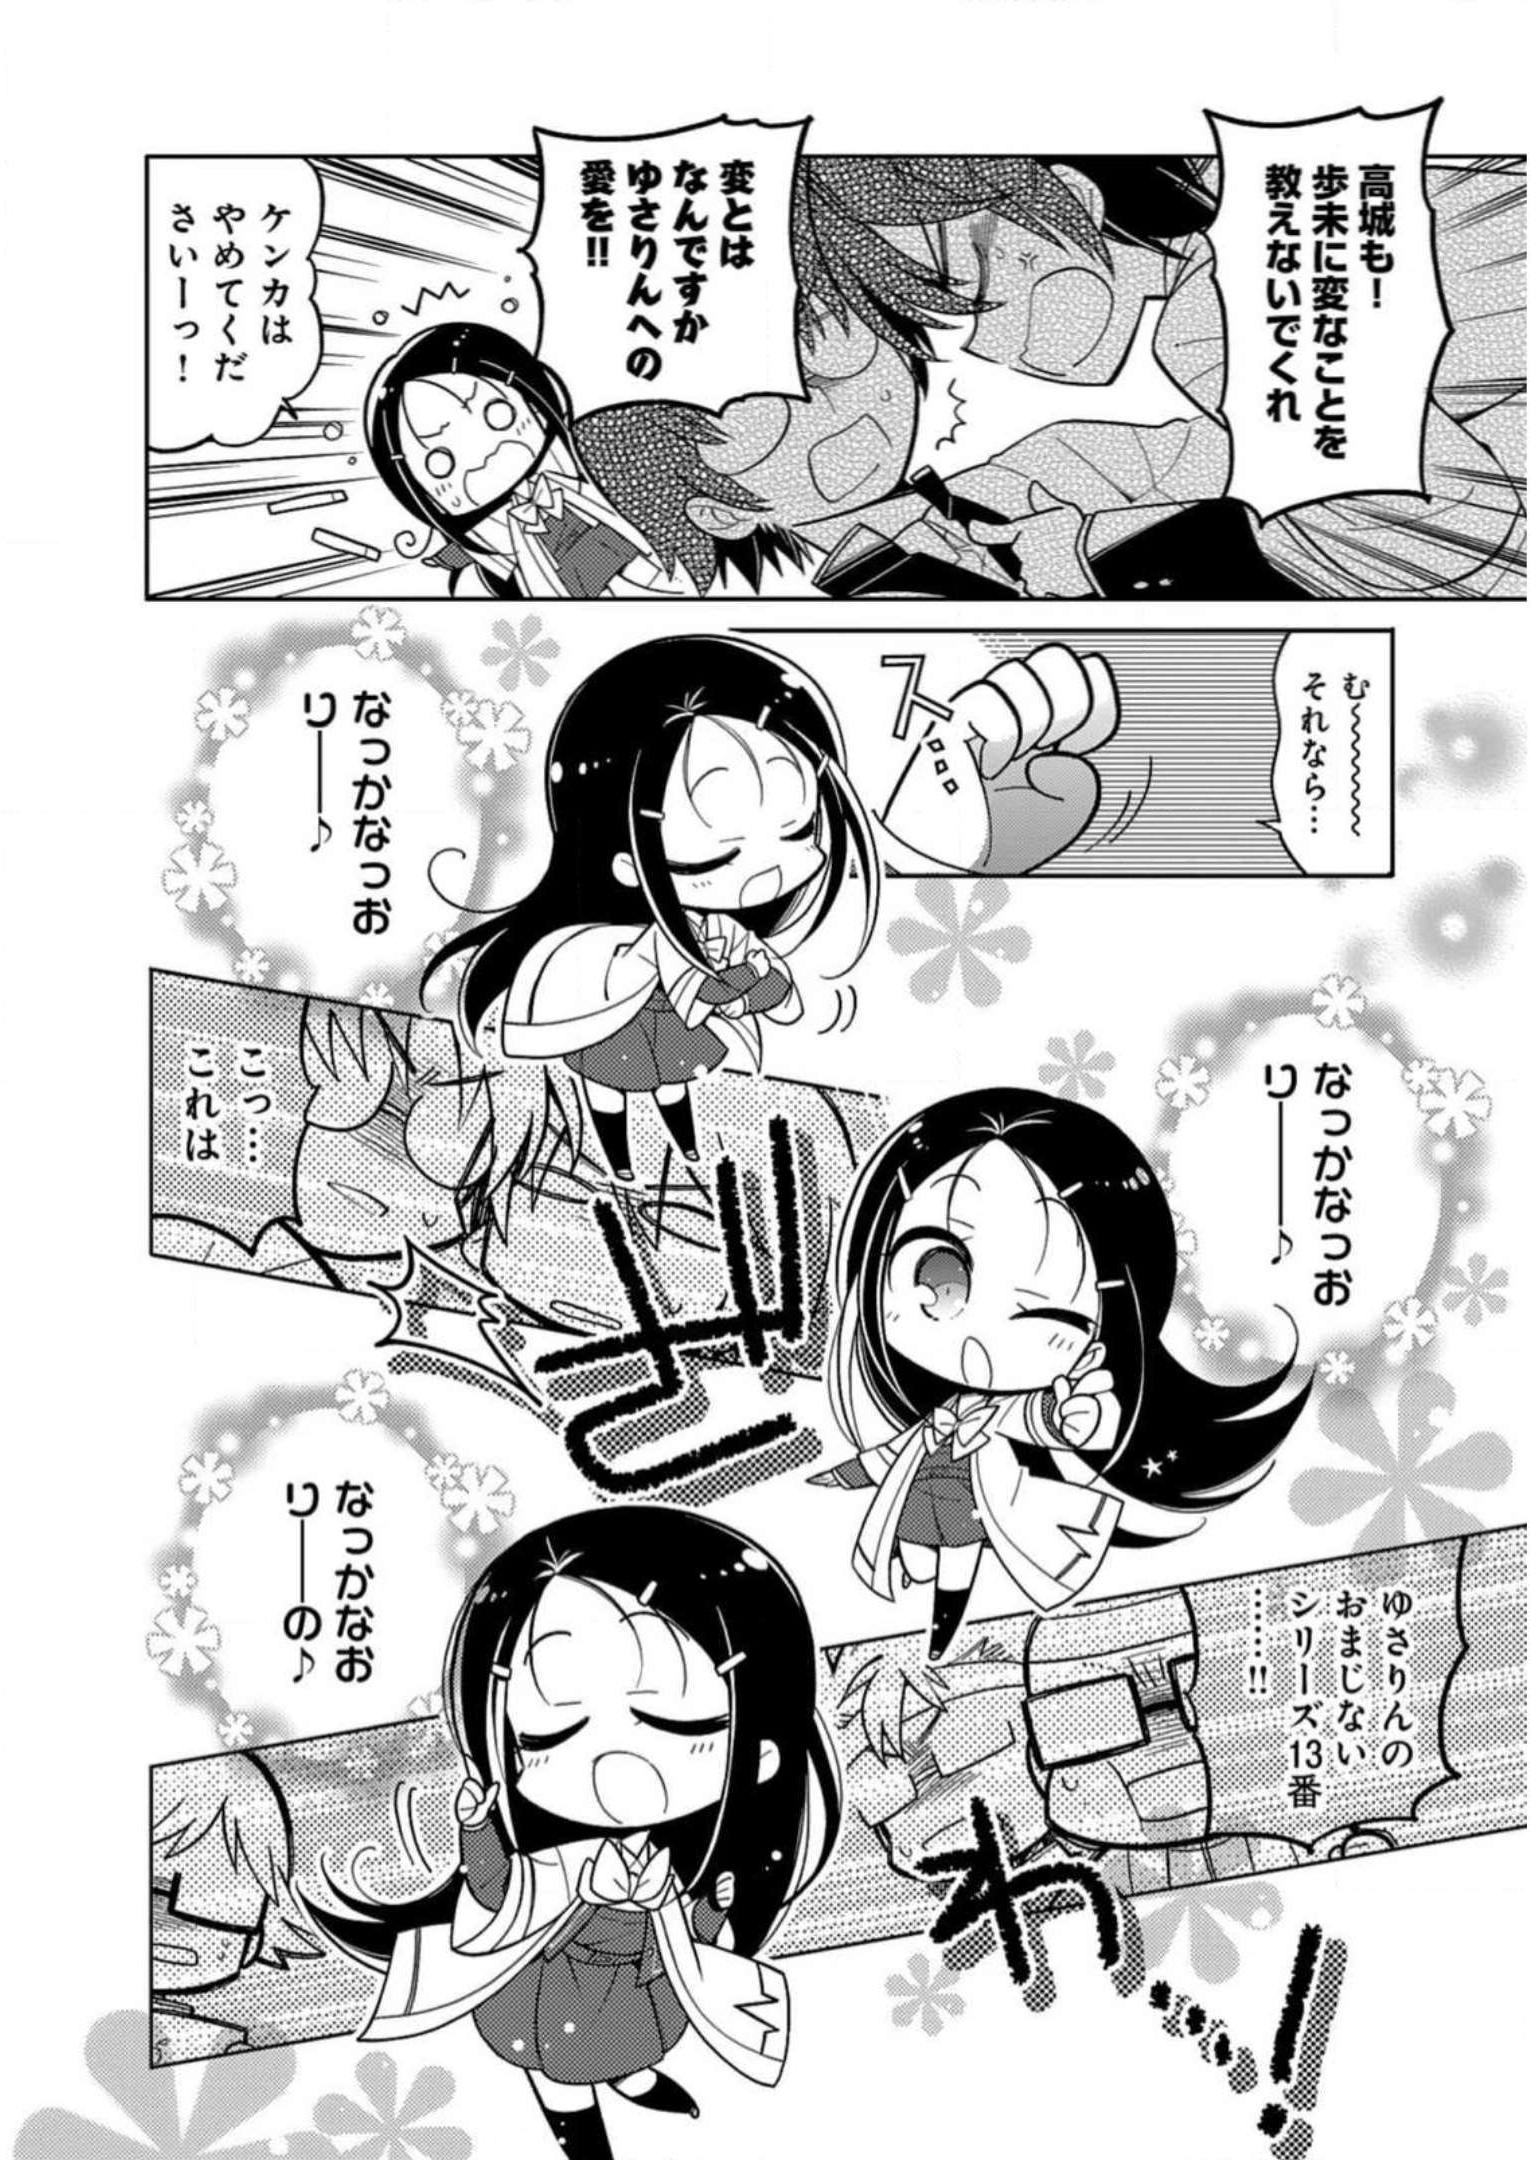 高城も！
歩未に変なことを
教えないでくれ
変とは
なんですか
ゆさりんへの
愛を!!
ケンカは
やめてくだ
さいーっ！
む〜〜〜〜〜
それなら…
ス…
なっかなっお
りーー♪
こっ…
これは
なっかなっお
りーー♪
ゆさりんの
おまじない
シリーズ13番
……!!
なっかなお
りーーの♪